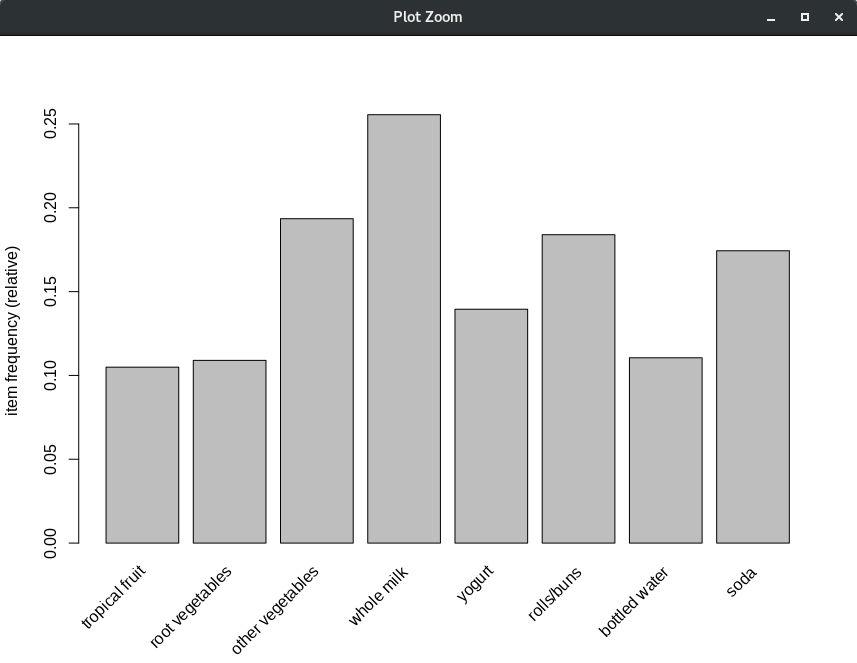 Plot Zoom
item frequency (relative)
0.25
0.20
0.15
0.10
0.05
0.00
tropical fruit
root vegetables
other vegetables
whole milk
yogurt
rolls/buns
bottled water
soda